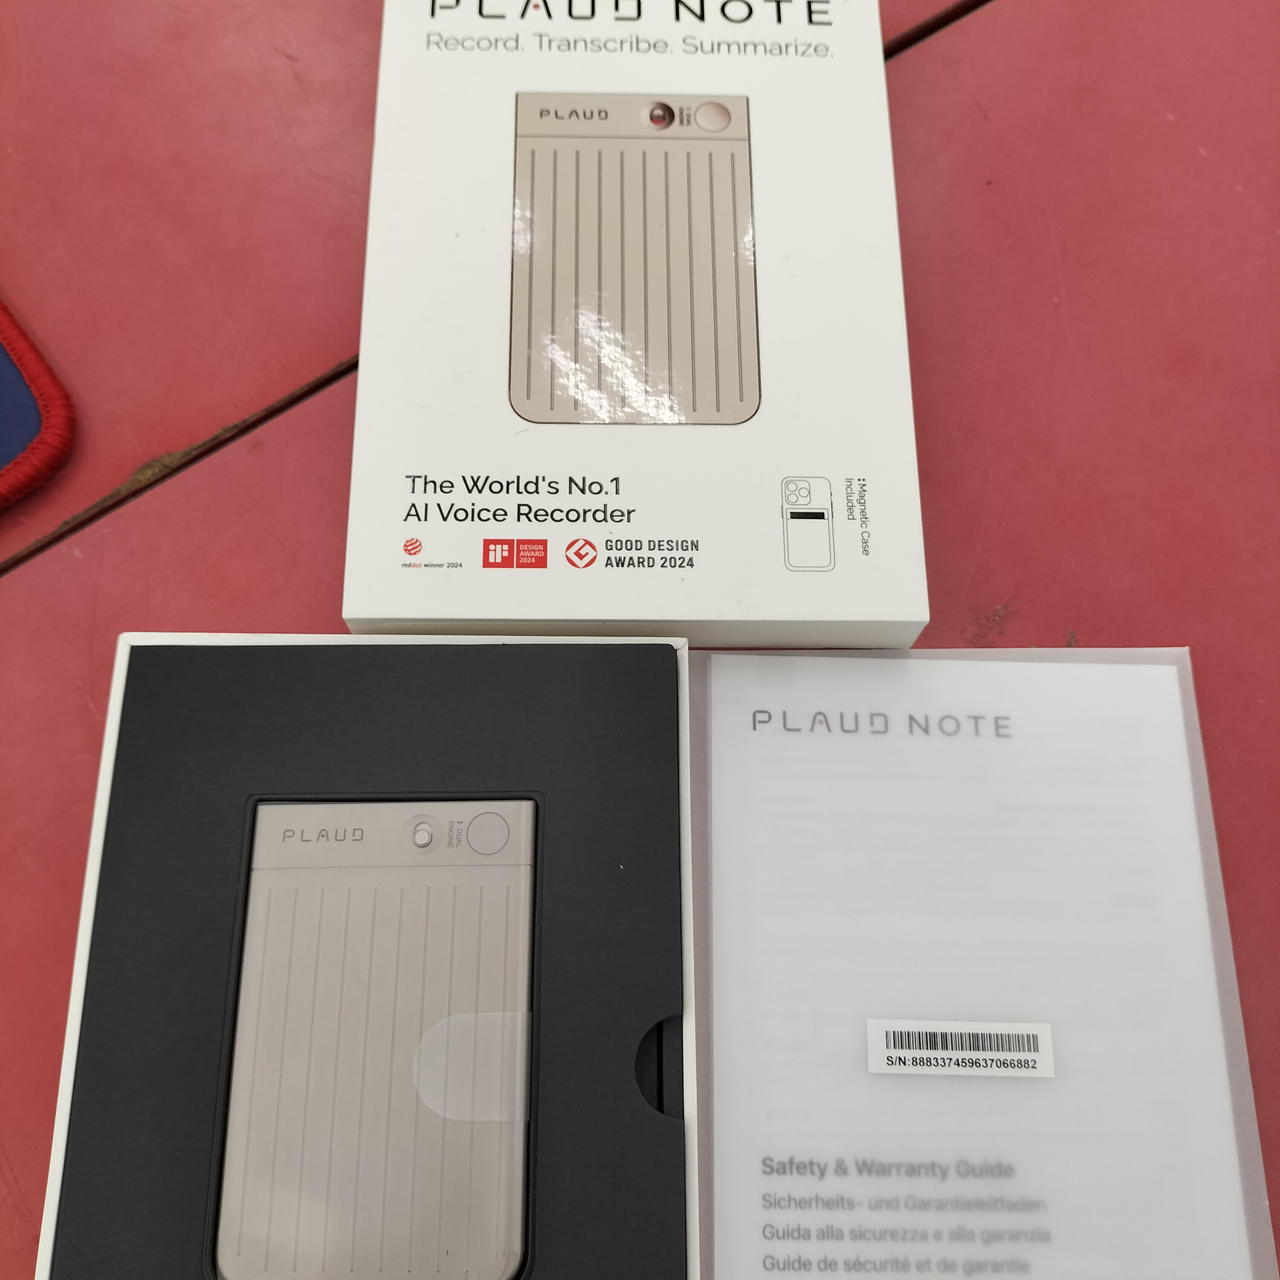 PLAUD NOTE
Record. Transcribe. Summarize.
PLAUD
The World's No.1
AI Voice Recorder
reddot winner 2024
iF
DESIGN
AWARD
2024
GOOD DESIGN
AWARD 2024
Magnetic Case
Included
PLAUD
DUAL
ENGINE
PLAUD NOTE
S/N:888337459637066882
Safety & Warranty Guide
Sicherheits- und Garantieleitfaden
Guida alla sicurezza e alla garanzia
Guide de sécurité et de garantie